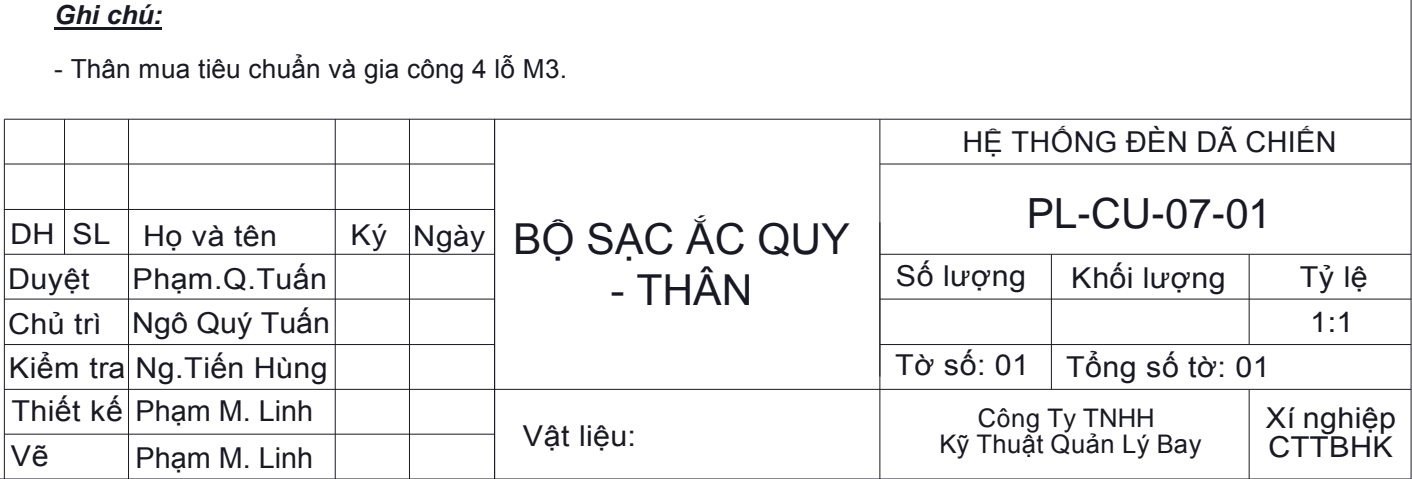 Ghi chú:
- Thân mua tiêu chuẩn và gia công 4 lỗ M3.
HỆ THỐNG ĐÈN DÃ CHIẾN
PL-CU-07-01
DH SL Họ và tên Ký Ngày
BỘ SẠC ẮC QUY
- THÂN
Duyệt Phạm.Q.Tuấn
Số lượng Khối lượng Tỷ lệ
Chủ trì Ngô Quý Tuấn
1:1
Kiểm tra Ng.Tiến Hùng
Tờ số: 01 Tổng số tờ: 01
Thiết kế Phạm M. Linh
Vẽ Phạm M. Linh
Vật liệu:
Công Ty TNHH
Kỹ Thuật Quản Lý Bay
Xí nghiệp
CTTBHK